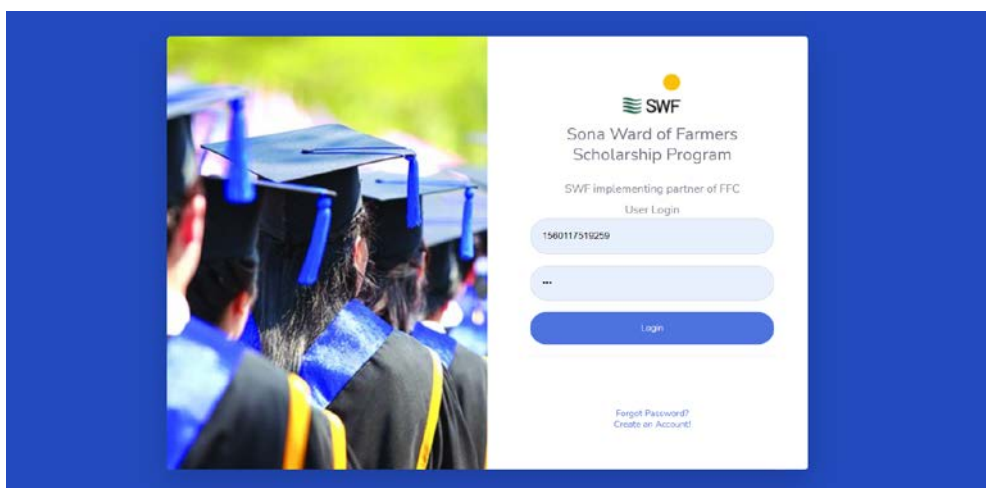 SWF
Sona Ward of Farmers
Scholarship Program
SWF implementing partner of FFC
User Login
1560117519259
•••
Login
Forgot Password?
Create an Account!